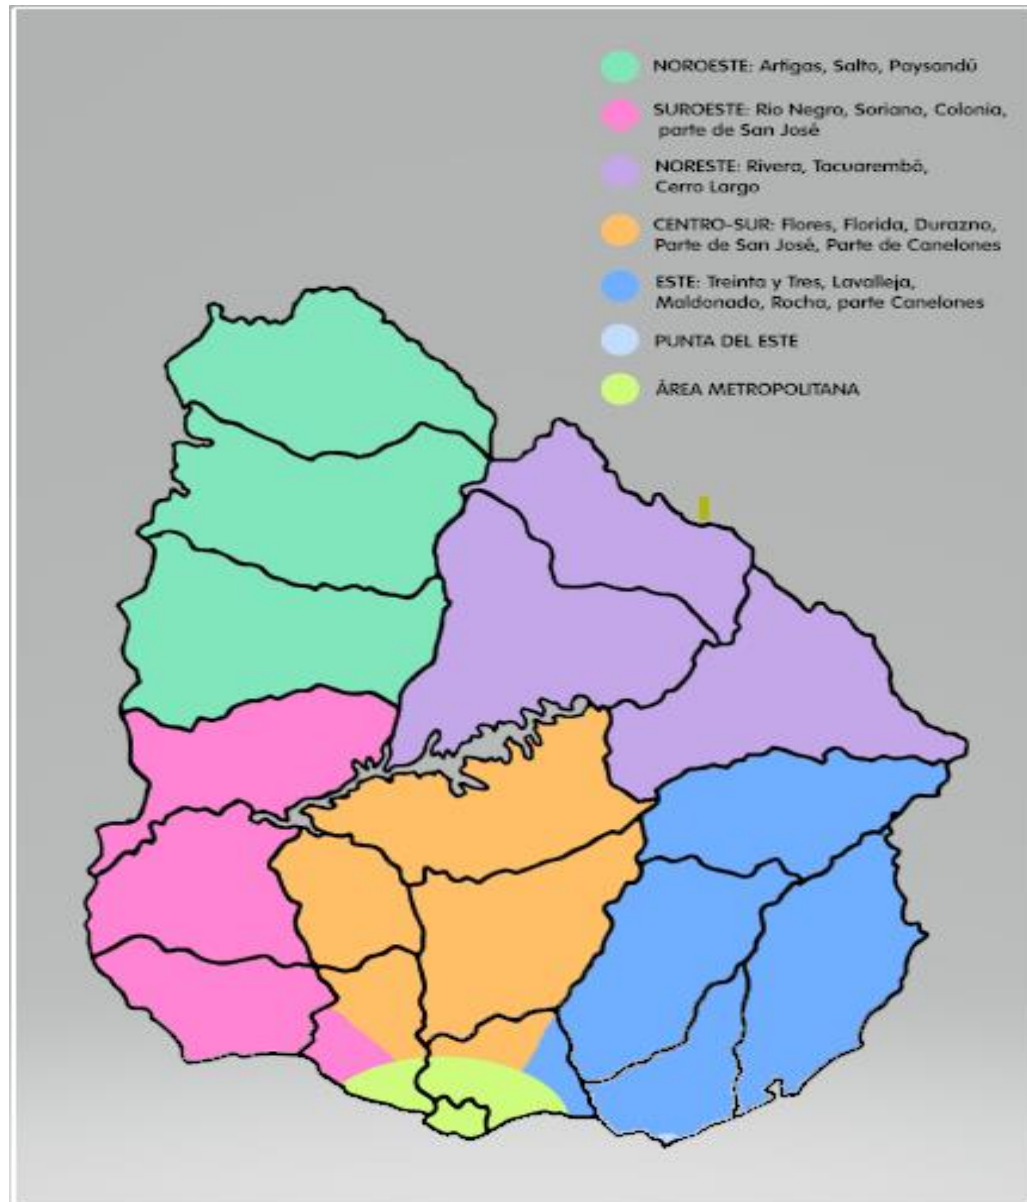 NOROESTE: Artigas, Salto, Paysandú
SUROESTE: Río Negro, Soriano, Colonia,
parte de San José
NORESTE: Rivera, Tacuarembó,
Cerro Largo
CENTRO-SUR: Flores, Florida, Durazno,
Parte de San José, Parte de Canelones
ESTE: Treinta y Tres, Lavalleja,
Maldonado, Rocha, parte Canelones
PUNTA DEL ESTE
ÁREA METROPOLITANA